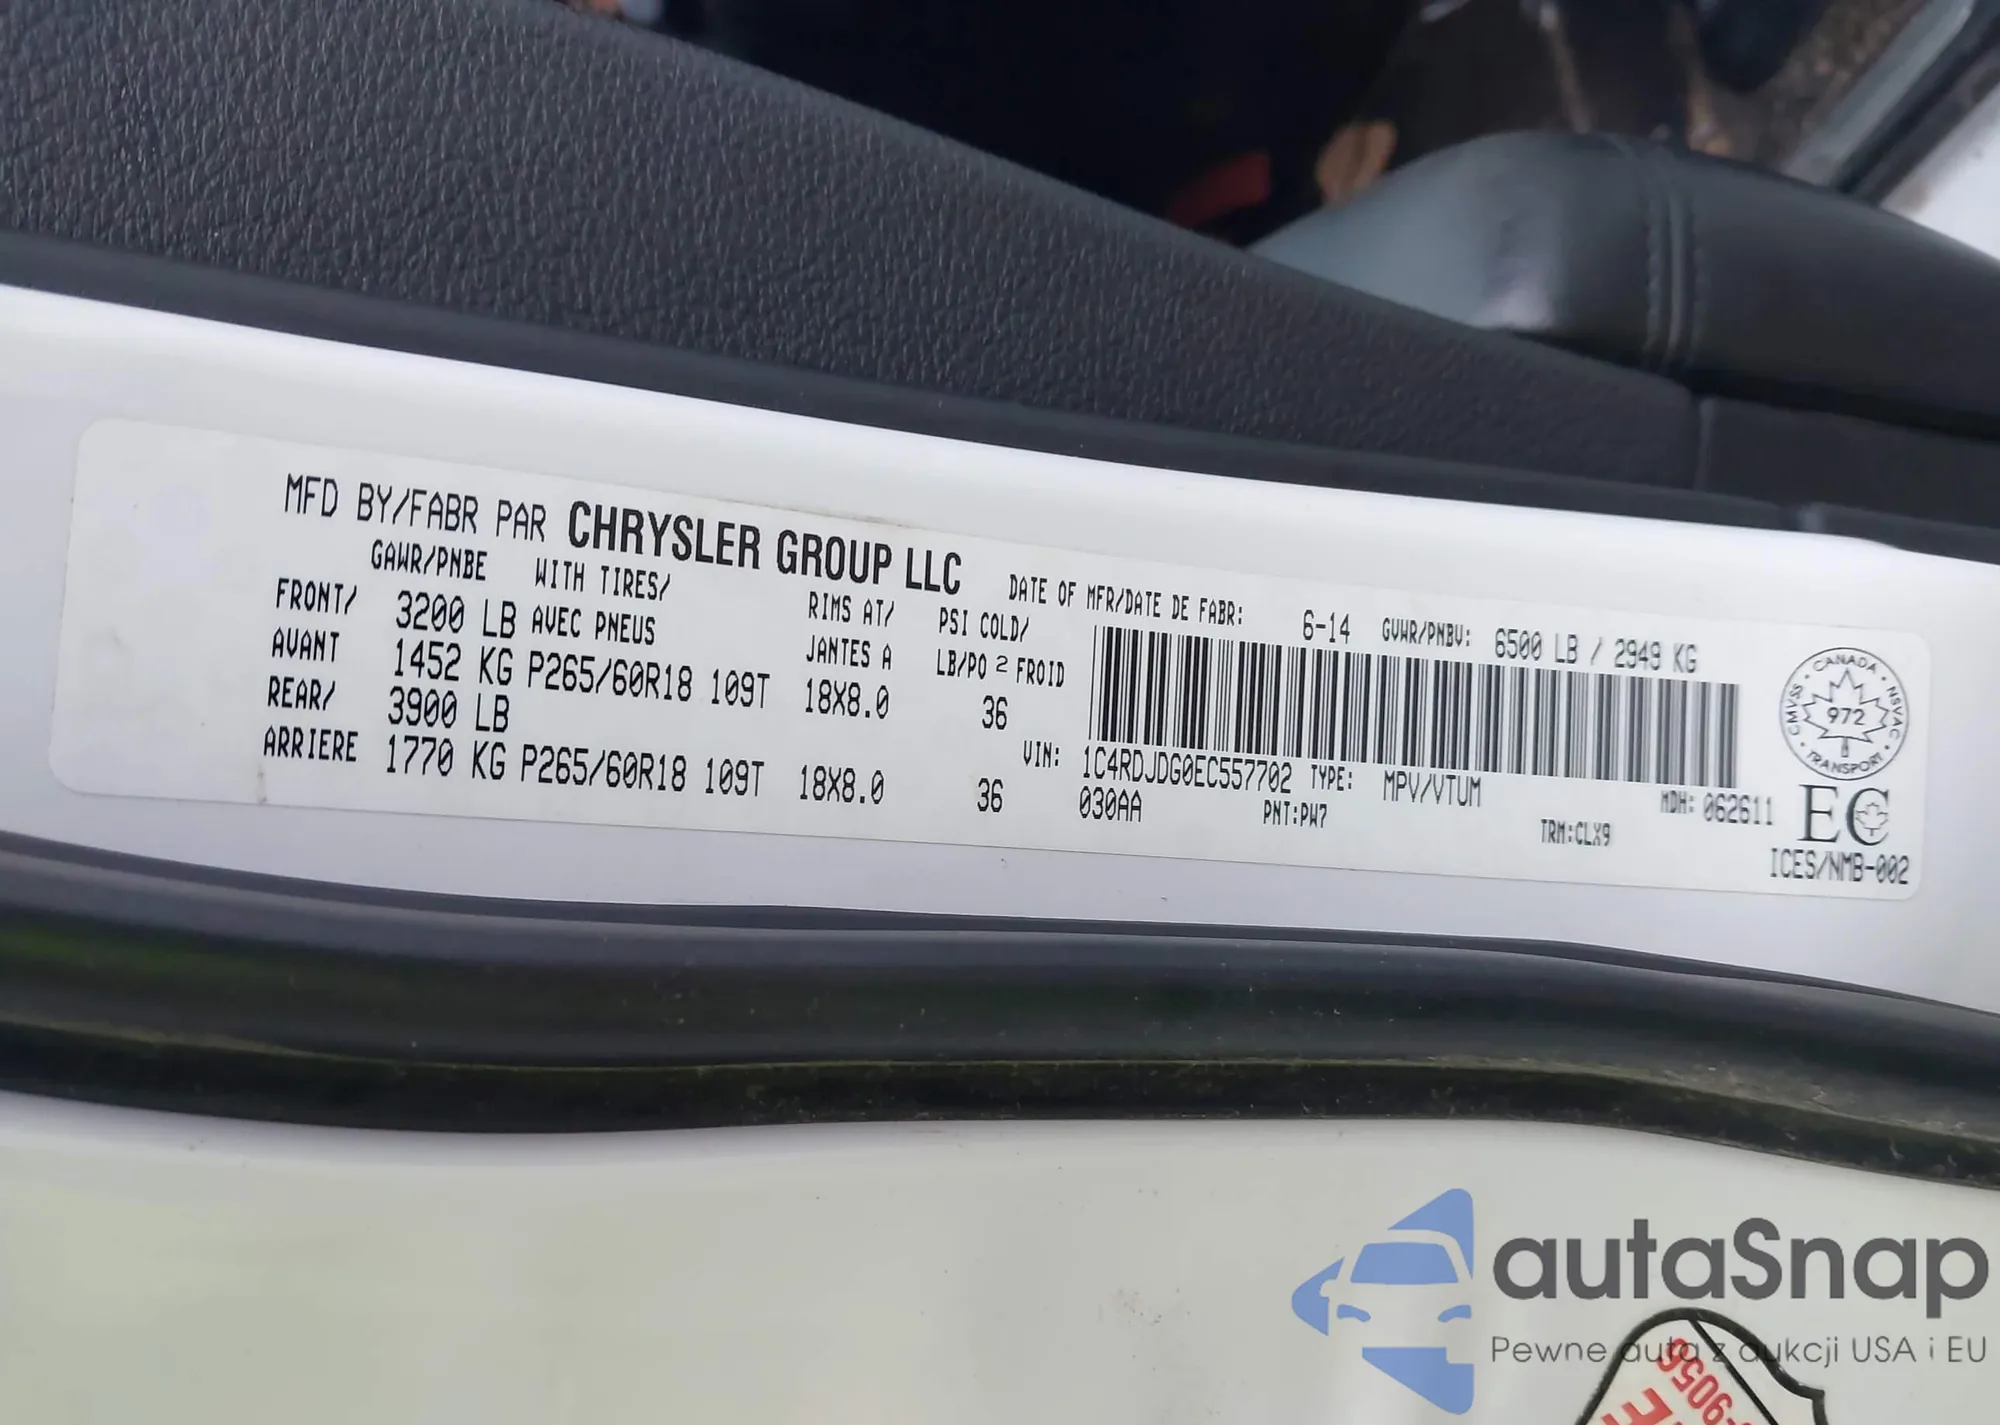 MFD BY/FABR PAR CHRYSLER GROUP LLC
DATE OF MFR/DATE DE FABR: 6-14 GVWR/PNBV: 6500 LB / 2949 KG
GAWR/PNBE WITH TIRES/ RIMS AT/ PSI COLD/
FRONT/ 3200 LB AVEC PNEUS JANTES A LB/PO 2 FROID
AVANT 1452 KG P265/60R18 109T 18X8.0 36
REAR/ 3900 LB
ARRIERE 1770 KG P265/60R18 109T 18X8.0 36
VIN: 1C4RDJDG0EC557702 TYPE: MPV/VTUM MDH: 062611
030AA PNT:PW7 TRM:CLX9
CANADA
CMVSS · NSVAC
972
TRANSPORT
EC
ICES/NMB-002
autaSnap
Pewne auta z aukcji USA i EU
-9056